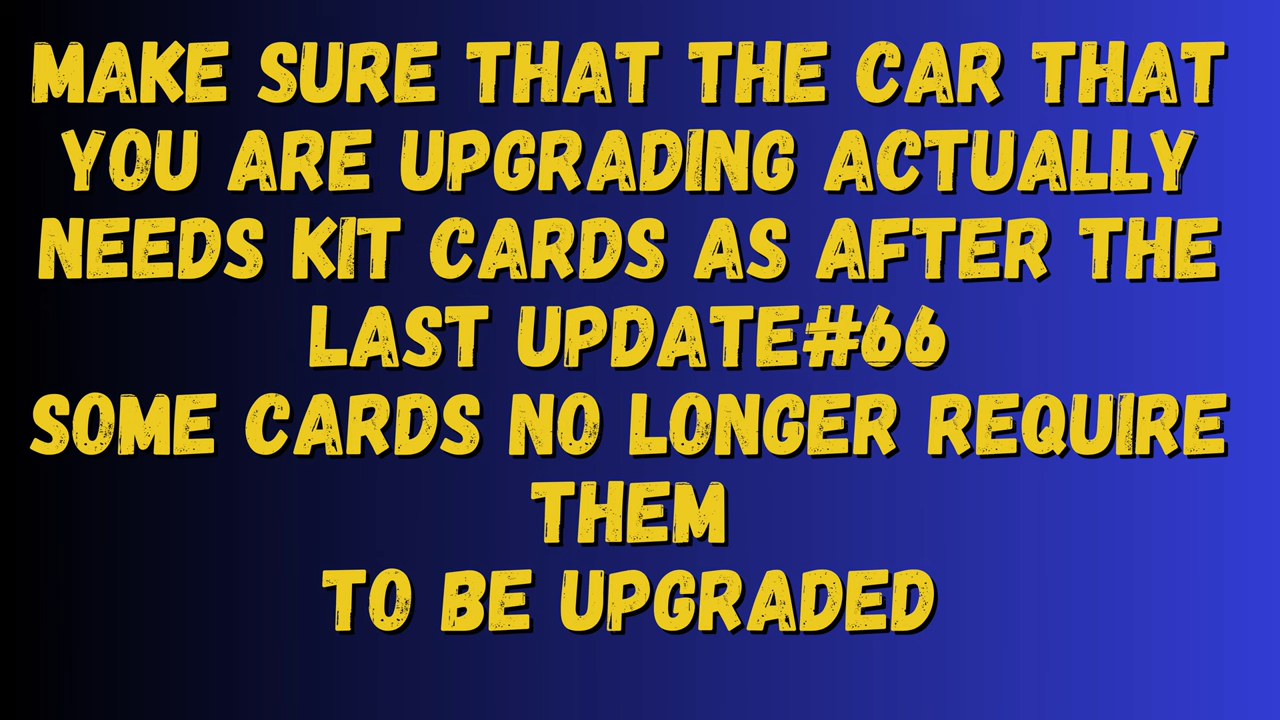 MAKE SURE THAT THE CAR THAT
YOU ARE UPGRADING ACTUALLY
NEEDS KIT CARDS AS AFTER THE
LAST UPDATE#66
SOME CARDS NO LONGER REQUIRE
THEM
TO BE UPGRADED